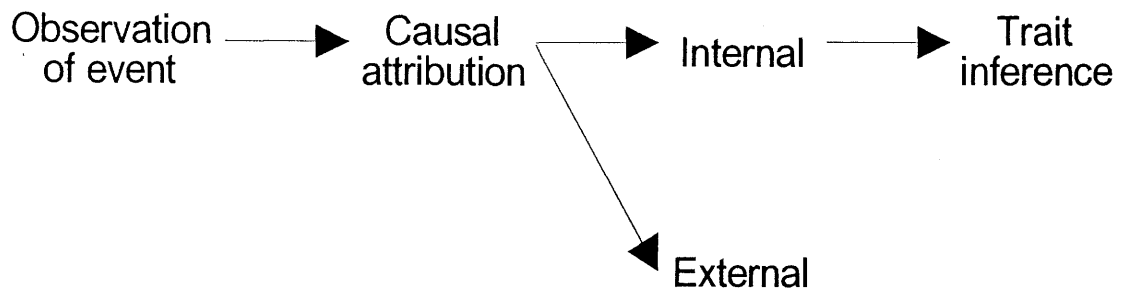 Observation
of event
Causal
attribution
Internal
Trait
inference
External